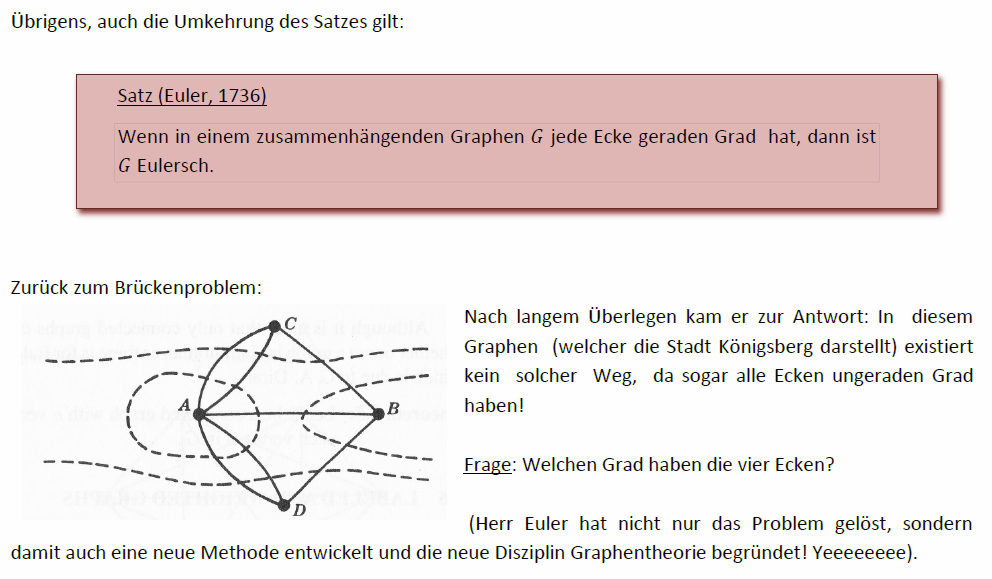 Übrigens, auch die Umkehrung des Satzes gilt:
Satz (Euler, 1736)
Wenn in einem zusammenhängenden Graphen G jede Ecke geraden Grad hat, dann ist
G Eulersch.
Zurück zum Brückenproblem:
C
A
B
D
Nach langem Überlegen kam er zur Antwort: In diesem
Graphen (welcher die Stadt Königsberg darstellt) existiert
kein solcher Weg, da sogar alle Ecken ungeraden Grad
haben!
Frage: Welchen Grad haben die vier Ecken?
(Herr Euler hat nicht nur das Problem gelöst, sondern
damit auch eine neue Methode entwickelt und die neue Disziplin Graphentheorie begründet! Yeeeeeeee).